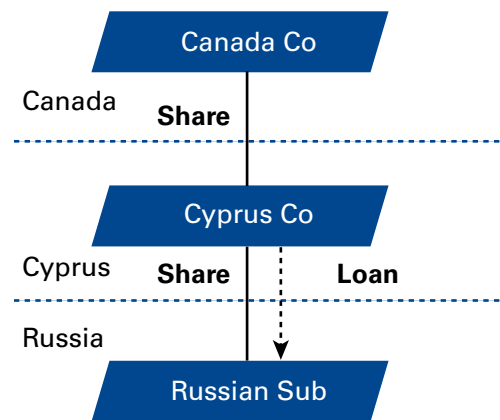 Canada Co
Canada
Share
Cyprus Co
Cyprus
Share
Loan
Russia
Russian Sub